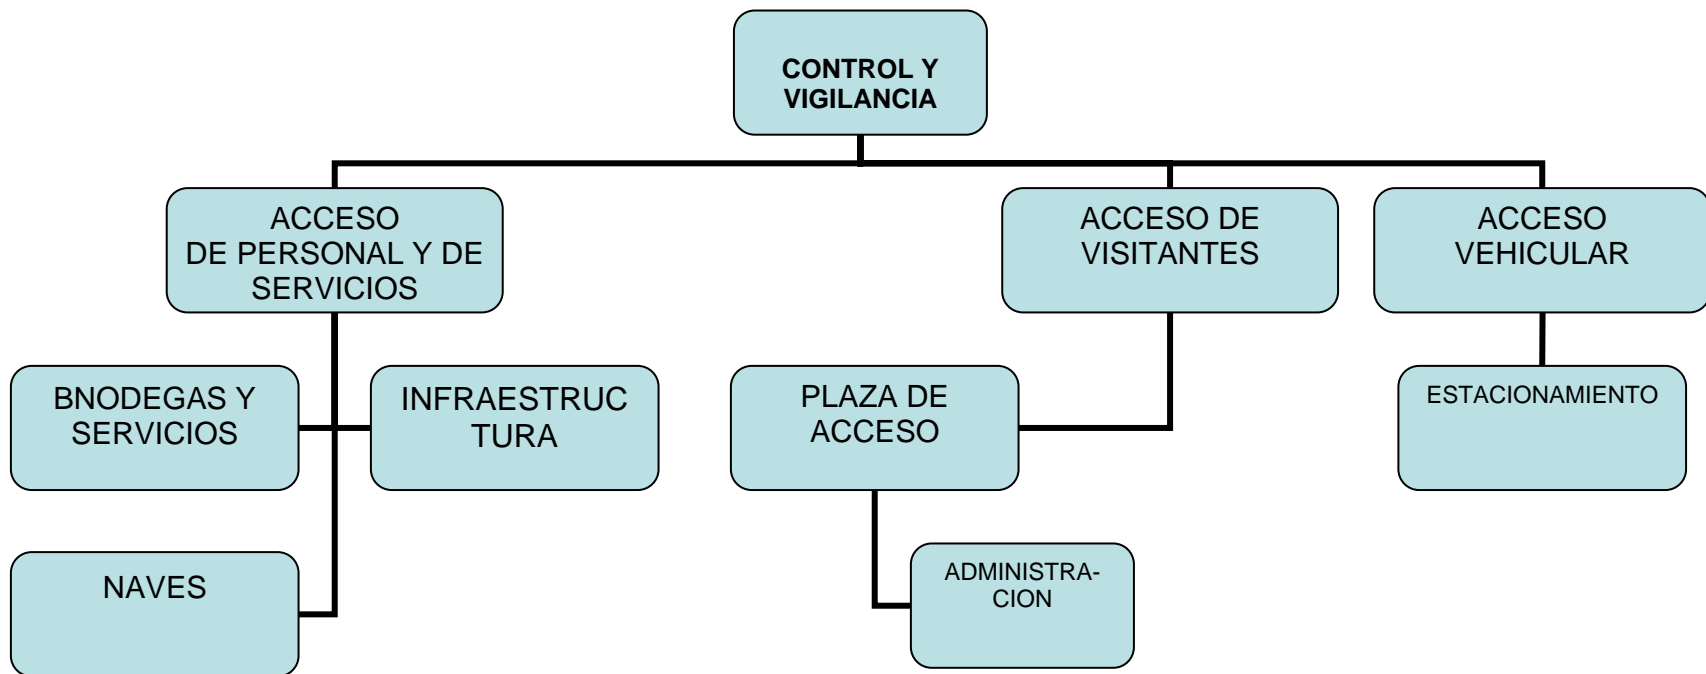 CONTROL Y
VIGILANCIA
ACCESO
DE PERSONAL Y DE
SERVICIOS
ACCESO DE
VISITANTES
ACCESO
VEHICULAR
BNODEGAS Y
SERVICIOS
INFRAESTRUC
TURA
PLAZA DE
ACCESO
ESTACIONAMIENTO
NAVES
ADMINISTRA-
CION